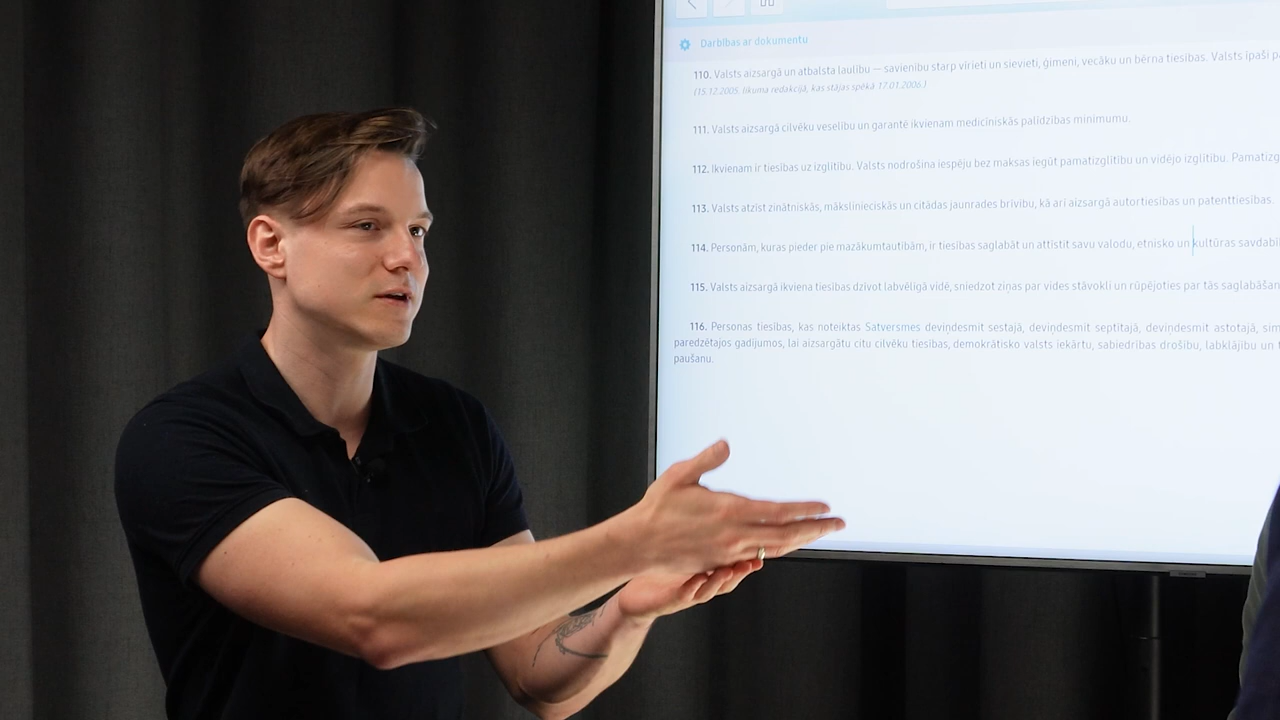 Darbības ar dokumentu
110. Valsts aizsargā un atbalsta laulību — savienību starp vīrieti un sievieti, ģimeni, vecāku un bērna tiesības. Valsts īpaši
(15.12.2005. likuma redakcijā, kas stājas spēkā 17.01.2006.)
111. Valsts aizsargā cilvēku veselību un garantē ikvienam medicīniskās palīdzības minimumu.
112. Ikvienam ir tiesības uz izglītību. Valsts nodrošina iespēju bez maksas iegūt pamatizglītību un vidējo izglītību. Pamatizg
113. Valsts atzīst zinātniskās, mākslinieciskās un citādas jaunrades brīvību, kā arī aizsargā autortiesības un patenttiesības.
114. Personām, kuras pieder pie mazākumtautībām, ir tiesības saglabāt un attīstīt savu valodu, etnisko un kultūras savdabī
115. Valsts aizsargā ikviena tiesības dzīvot labvēlīgā vidē, sniedzot ziņas par vides stāvokli un rūpējoties par tās saglabāšan
116. Personas tiesības, kas noteiktas Satversmes deviņdesmit sestajā, deviņdesmit septītajā, deviņdesmit astotajā, sim
paredzētajos gadījumos, lai aizsargātu citu cilvēku tiesības, demokrātisko valsts iekārtu, sabiedrības drošību, labklājību un
paušanu.